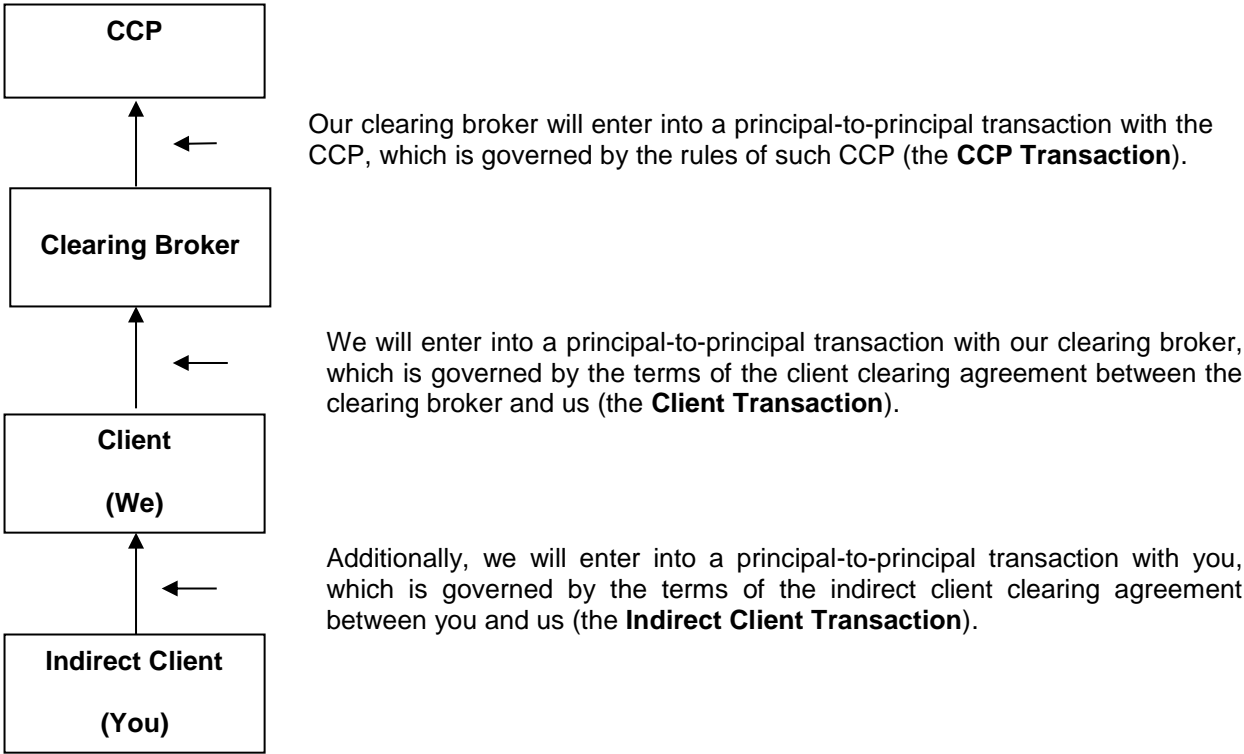 CCP
Our clearing broker will enter into a principal-to-principal transaction with the
CCP, which is governed by the rules of such CCP (the CCP Transaction).
Clearing Broker
We will enter into a principal-to-principal transaction with our clearing broker,
which is governed by the terms of the client clearing agreement between the
clearing broker and us (the Client Transaction).
Client
(We)
Additionally, we will enter into a principal-to-principal transaction with you,
which is governed by the terms of the indirect client clearing agreement
between you and us (the Indirect Client Transaction).
Indirect Client
(You)